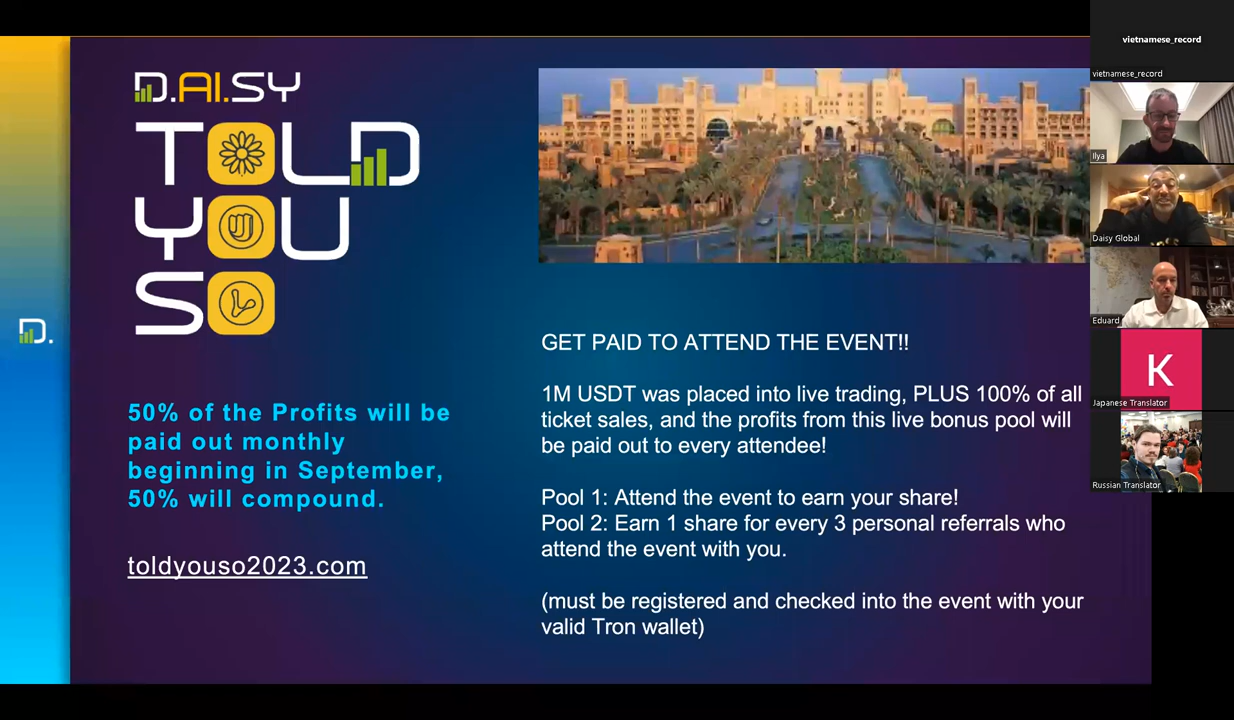 D.AI.SY
TOLD
YOU
SO
50% of the Profits will be
paid out monthly
beginning in September,
50% will compound.
toldyouso2023.com
D.
GET PAID TO ATTEND THE EVENT!!
1M USDT was placed into live trading, PLUS 100% of all
ticket sales, and the profits from this live bonus pool will
be paid out to every attendee!
Pool 1: Attend the event to earn your share!
Pool 2: Earn 1 share for every 3 personal referrals who
attend the event with you.
(must be registered and checked into the event with your
valid Tron wallet)
vietnamese_record
vietnamese_record
Ilya
Daisy Global
Eduard
K
Japanese Translator
Russian Translator